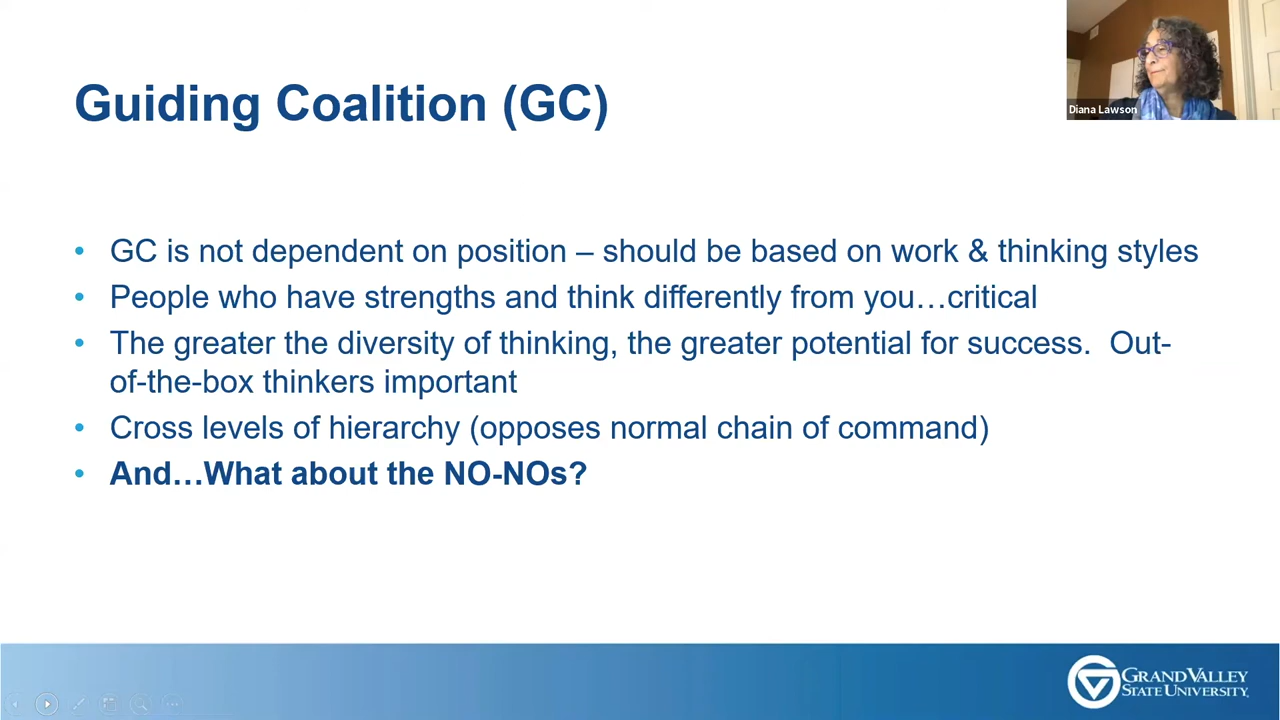 Guiding Coalition (GC)
Diana Lawson
• GC is not dependent on position – should be based on work & thinking styles
• People who have strengths and think differently from you…critical
• The greater the diversity of thinking, the greater potential for success.  Out-
of-the-box thinkers important
• Cross levels of hierarchy (opposes normal chain of command)
• And…What about the NO-NOs?
GRAND VALLEY
STATE UNIVERSITY